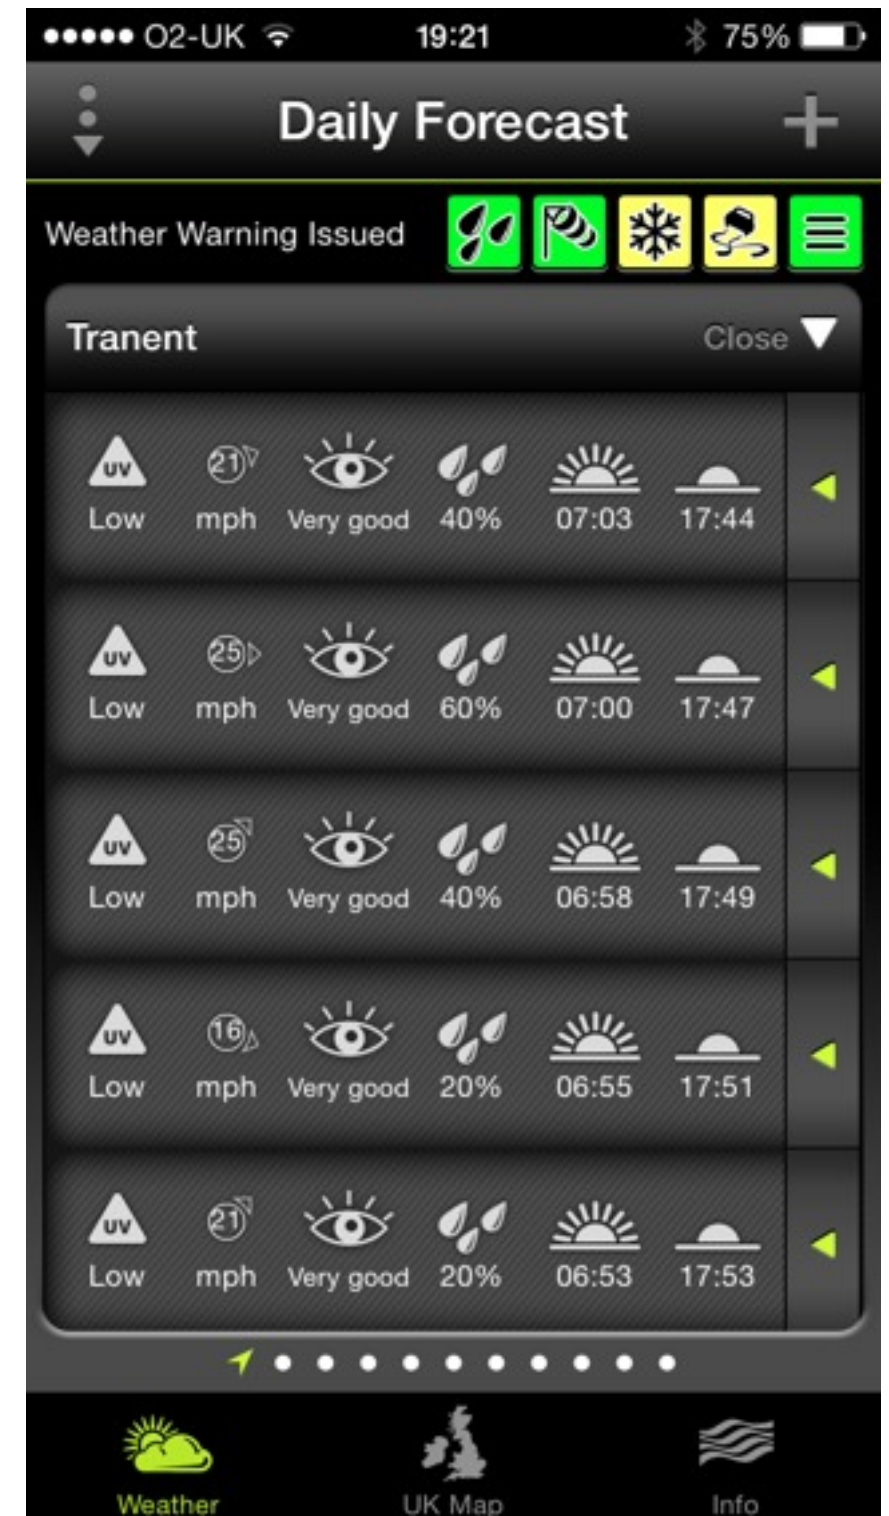 O2-UK 19:21 75%
Daily Forecast
Weather Warning Issued
Tranent Close
UV 21
Low mph Very good 40% 07:03 17:44
UV 25
Low mph Very good 60% 07:00 17:47
UV 25
Low mph Very good 40% 06:58 17:49
UV 16
Low mph Very good 20% 06:55 17:51
UV 21
Low mph Very good 20% 06:53 17:53
Weather UK Map Info